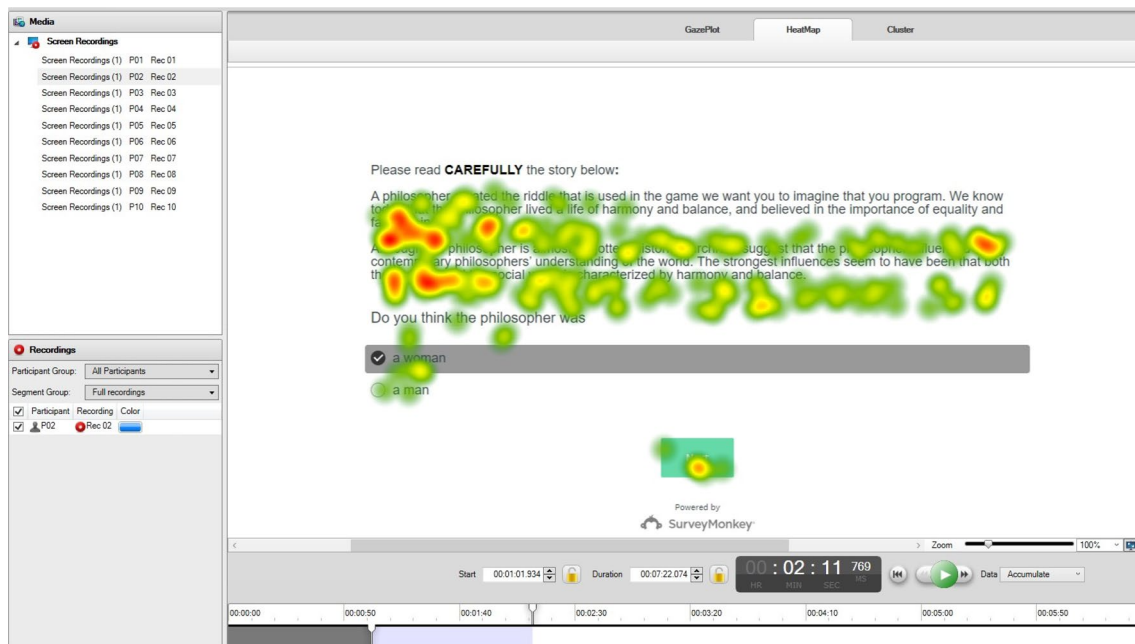 Media
Screen Recordings
Screen Recordings (1) P01 Rec 01
Screen Recordings (1) P02 Rec 02
Screen Recordings (1) P03 Rec 03
Screen Recordings (1) P04 Rec 04
Screen Recordings (1) P05 Rec 05
Screen Recordings (1) P06 Rec 06
Screen Recordings (1) P07 Rec 07
Screen Recordings (1) P08 Rec 08
Screen Recordings (1) P09 Rec 09
Screen Recordings (1) P10 Rec 10
Recordings
Participant Group: All Participants
Segment Group: Full recordings
Participant Recording Color
P02 Rec 02
GazePlot HeatMap Cluster
Please read CAREFULLY the story below:
A philosopher the riddle that is used in the game we want you to imagine that you program. We know
lived a life of harmony and balance, and believed in the importance of equality and
philosopher is suggest that the
philosophers' understanding of the world. The strongest influences seem to have been that both
characterized by harmony and balance.
Do you think the philosopher was
a woman
a man
Powered by
SurveyMonkey
Zoom 100%
Start 00:01:01.934 Duration 00:07:22.074 00 : 02 : 11 769 Data Accumulate
HR MIN SEC MS
00:00:00 00:00:50 00:01:40 00:02:30 00:03:20 00:04:10 00:05:00 00:05:50